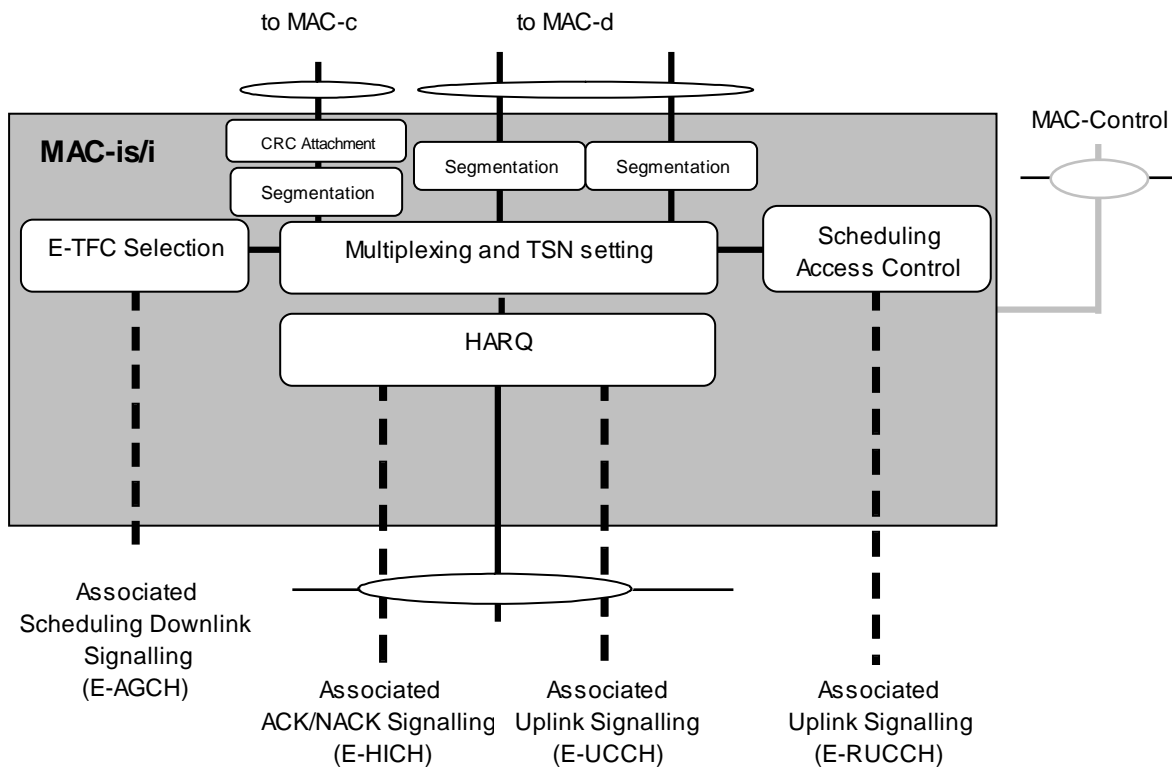 to MAC-c
to MAC-d
MAC-Control
MAC-is/i
CRC Attachment
Segmentation
Segmentation
Segmentation
E-TFC Selection
Multiplexing and TSN setting
Scheduling
Access Control
HARQ
Associated
Scheduling Downlink
Signalling
(E-AGCH)
Associated
ACK/NACK Signalling
(E-HICH)
Associated
Uplink Signalling
(E-UCCH)
Associated
Uplink Signalling
(E-RUCCH)